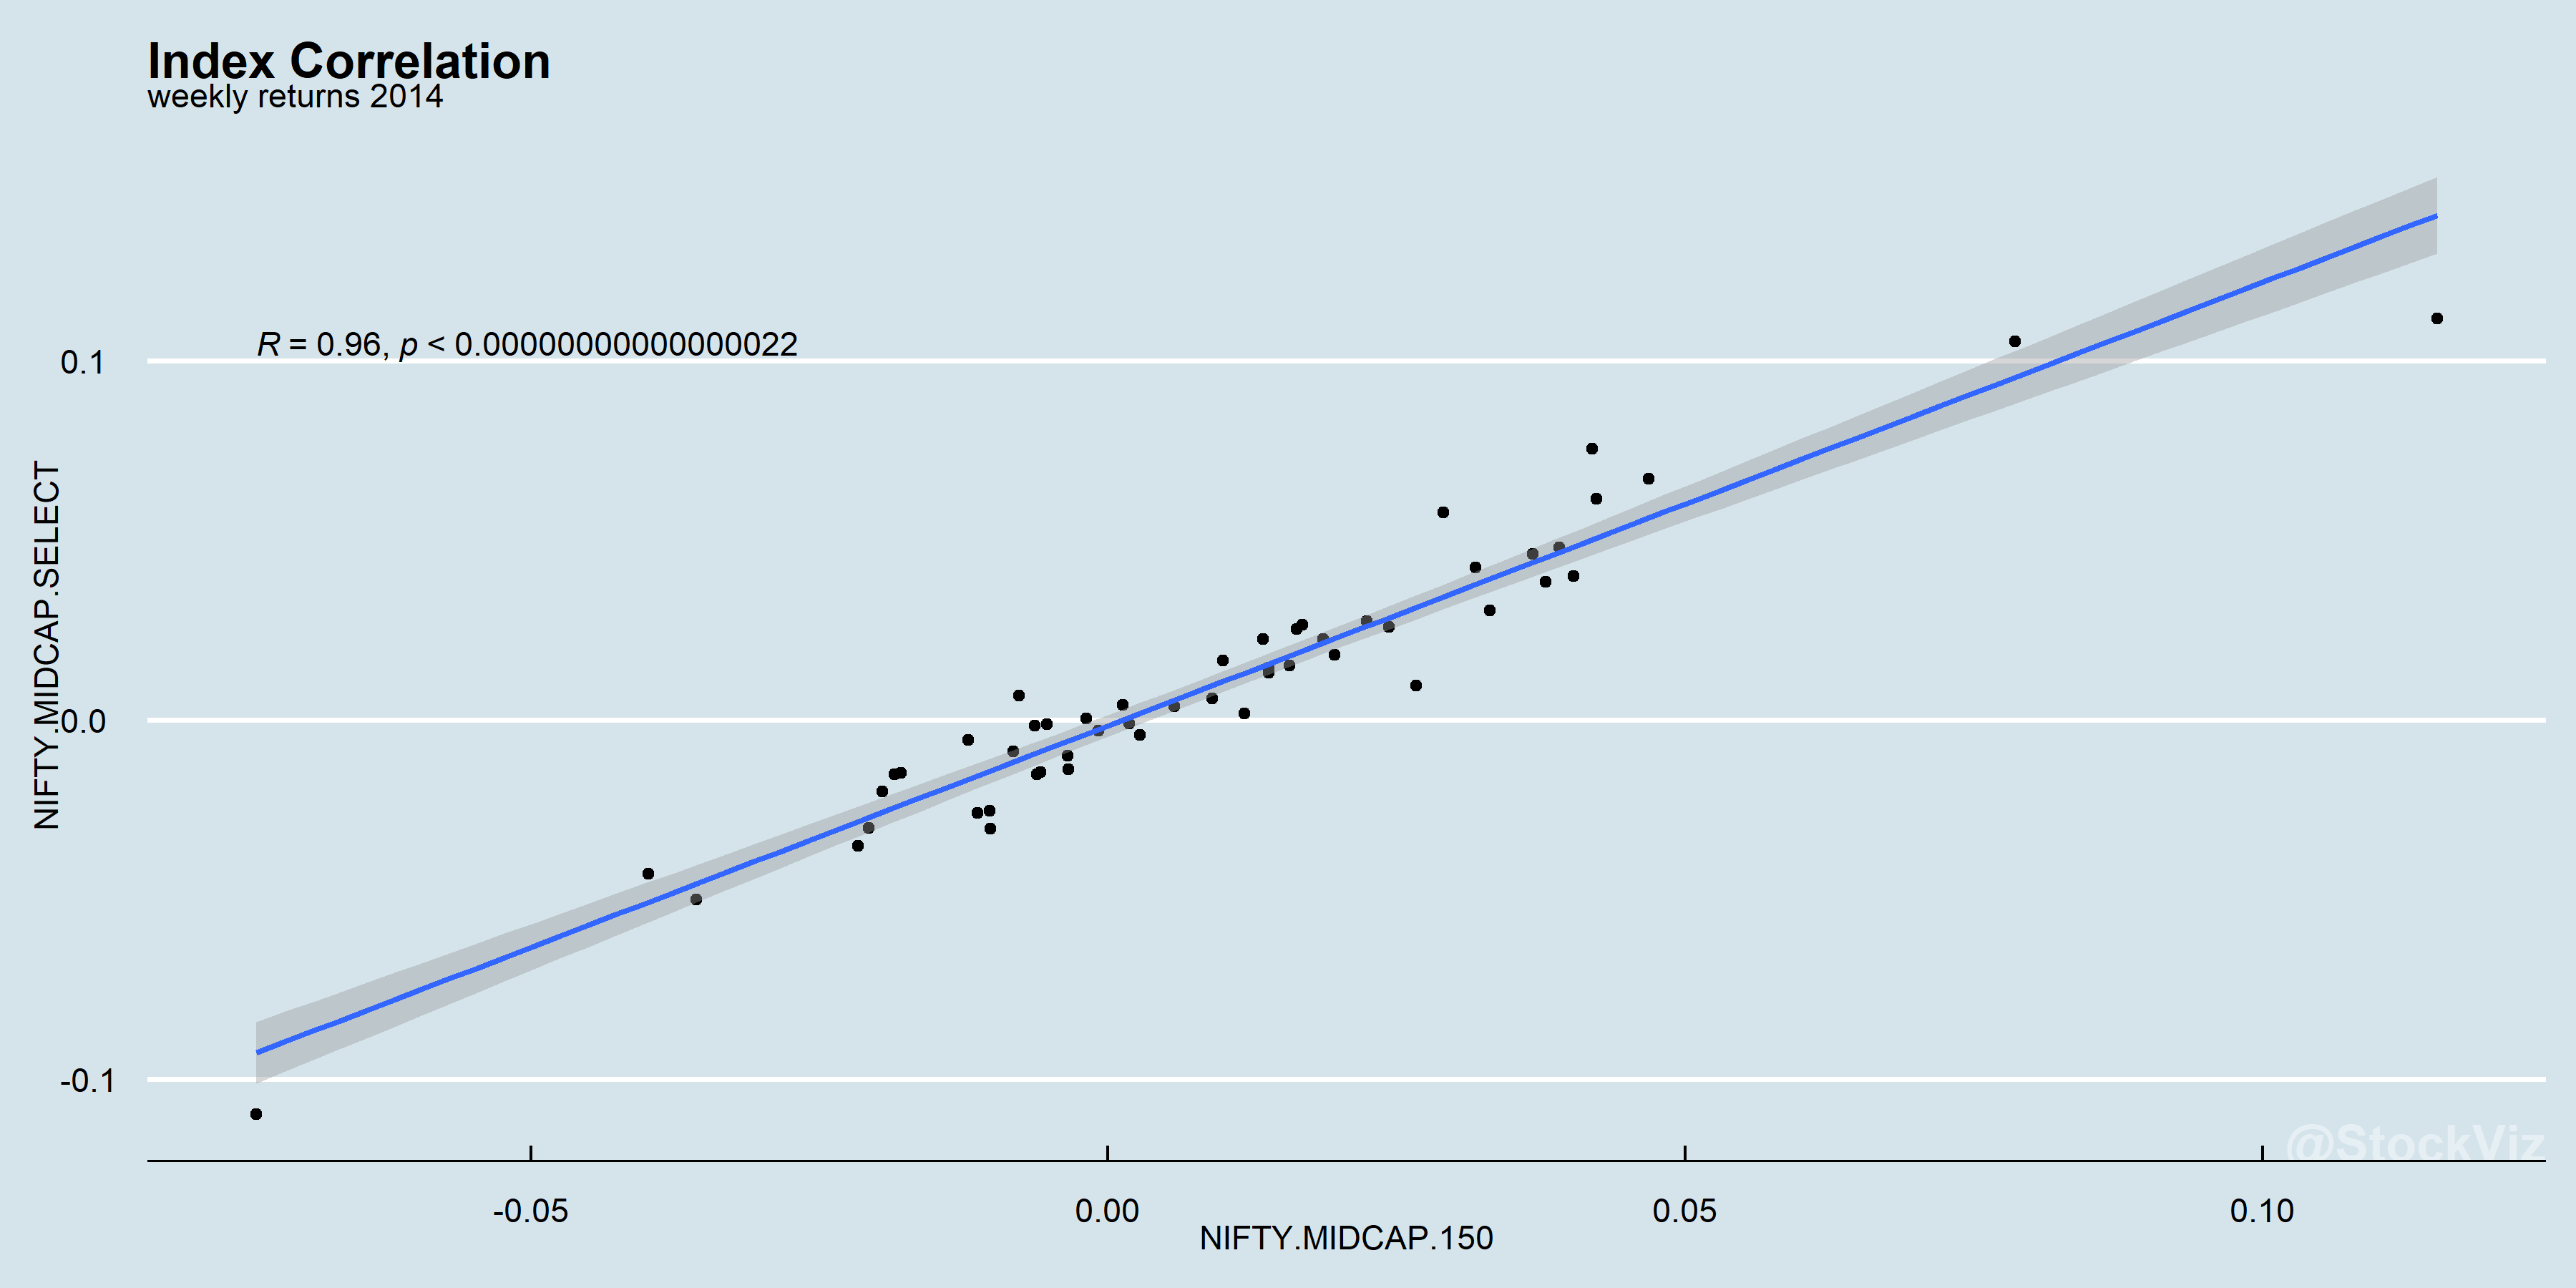 Index Correlation
weekly returns 2014
R = 0.96, p < 0.00000000000000022
0.1
0.0
-0.1
NIFTY.MIDCAP.SELECT
@StockViz
-0.05 0.00 0.05 0.10
NIFTY.MIDCAP.150